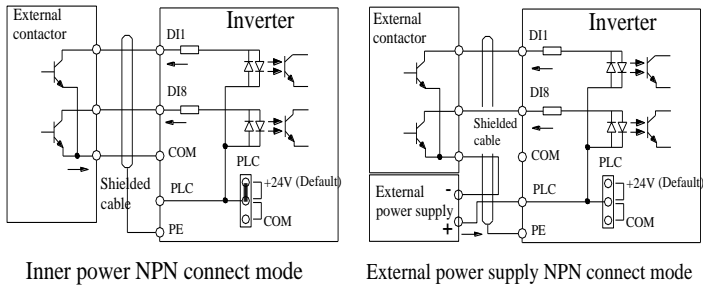 External
contactor
Inverter
DI1
DI8
COM
PLC
+24V (Default)
Shielded
cable
PLC
COM
PE
Inner power NPN connect mode
External
contactor
Inverter
DI1
DI8
Shielded
cable
COM
PLC
+24V (Default)
External
power supply
-
+
PLC
COM
PE
External power supply NPN connect mode